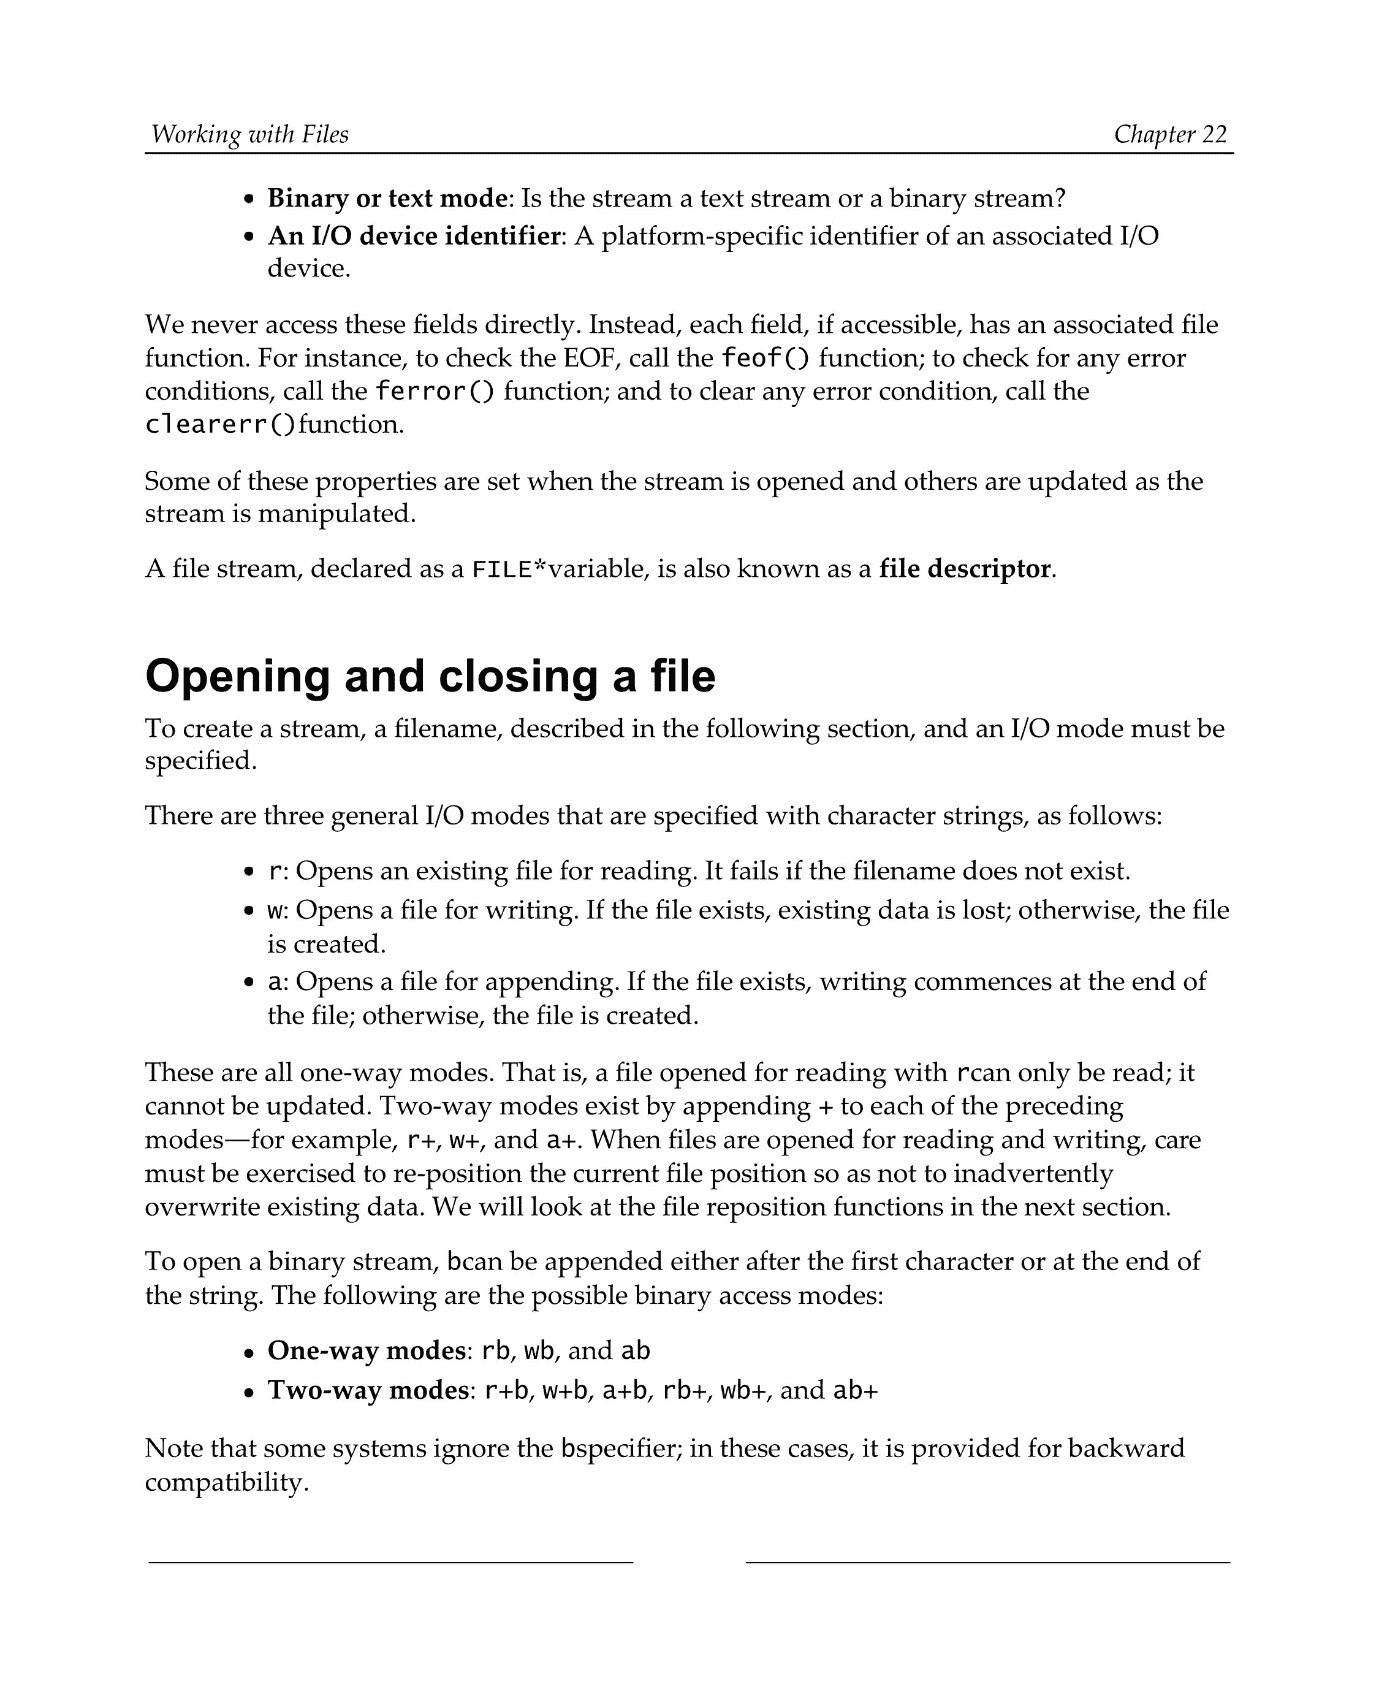 Working with Files Chapter 22
• Binary or text mode: Is the stream a text stream or a binary stream?
• An I/O device identifier: A platform-specific identifier of an associated I/O
device.
We never access these fields directly. Instead, each field, if accessible, has an associated file
function. For instance, to check the EOF, call the feof() function; to check for any error
conditions, call the ferror() function; and to clear any error condition, call the
clearerr()function.
Some of these properties are set when the stream is opened and others are updated as the
stream is manipulated.
A file stream, declared as a FILE*variable, is also known as a file descriptor.
Opening and closing a file
To create a stream, a filename, described in the following section, and an I/O mode must be
specified.
There are three general I/O modes that are specified with character strings, as follows:
• r: Opens an existing file for reading. It fails if the filename does not exist.
• w: Opens a file for writing. If the file exists, existing data is lost; otherwise, the file
is created.
• a: Opens a file for appending. If the file exists, writing commences at the end of
the file; otherwise, the file is created.
These are all one-way modes. That is, a file opened for reading with rcan only be read; it
cannot be updated. Two-way modes exist by appending + to each of the preceding
modes—for example, r+, w+, and a+. When files are opened for reading and writing, care
must be exercised to re-position the current file position so as not to inadvertently
overwrite existing data. We will look at the file reposition functions in the next section.
To open a binary stream, bcan be appended either after the first character or at the end of
the string. The following are the possible binary access modes:
• One-way modes: rb, wb, and ab
• Two-way modes: r+b, w+b, a+b, rb+, wb+, and ab+
Note that some systems ignore the bspecifier; in these cases, it is provided for backward
compatibility.